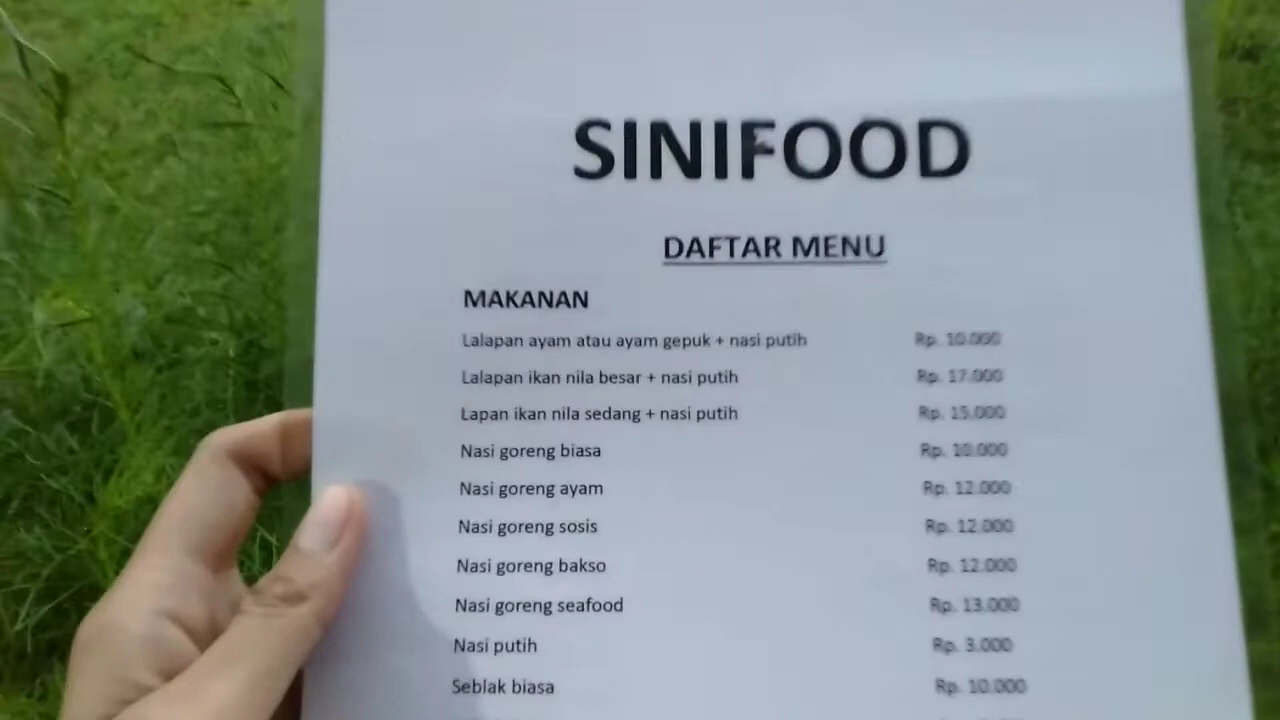 SINIFOOD
DAFTAR MENU
MAKANAN
Lalapan ayam atau ayam gepuk + nasi putih Rp. 10.000
Lalapan ikan nila besar + nasi putih Rp. 17.000
Lapan ikan nila sedang + nasi putih Rp. 15.000
Nasi goreng biasa Rp. 10.000
Nasi goreng ayam Rp. 12.000
Nasi goreng sosis Rp. 12.000
Nasi goreng bakso Rp. 12.000
Nasi goreng seafood Rp. 13.000
Nasi putih Rp. 3.000
Seblak biasa Rp. 10.000